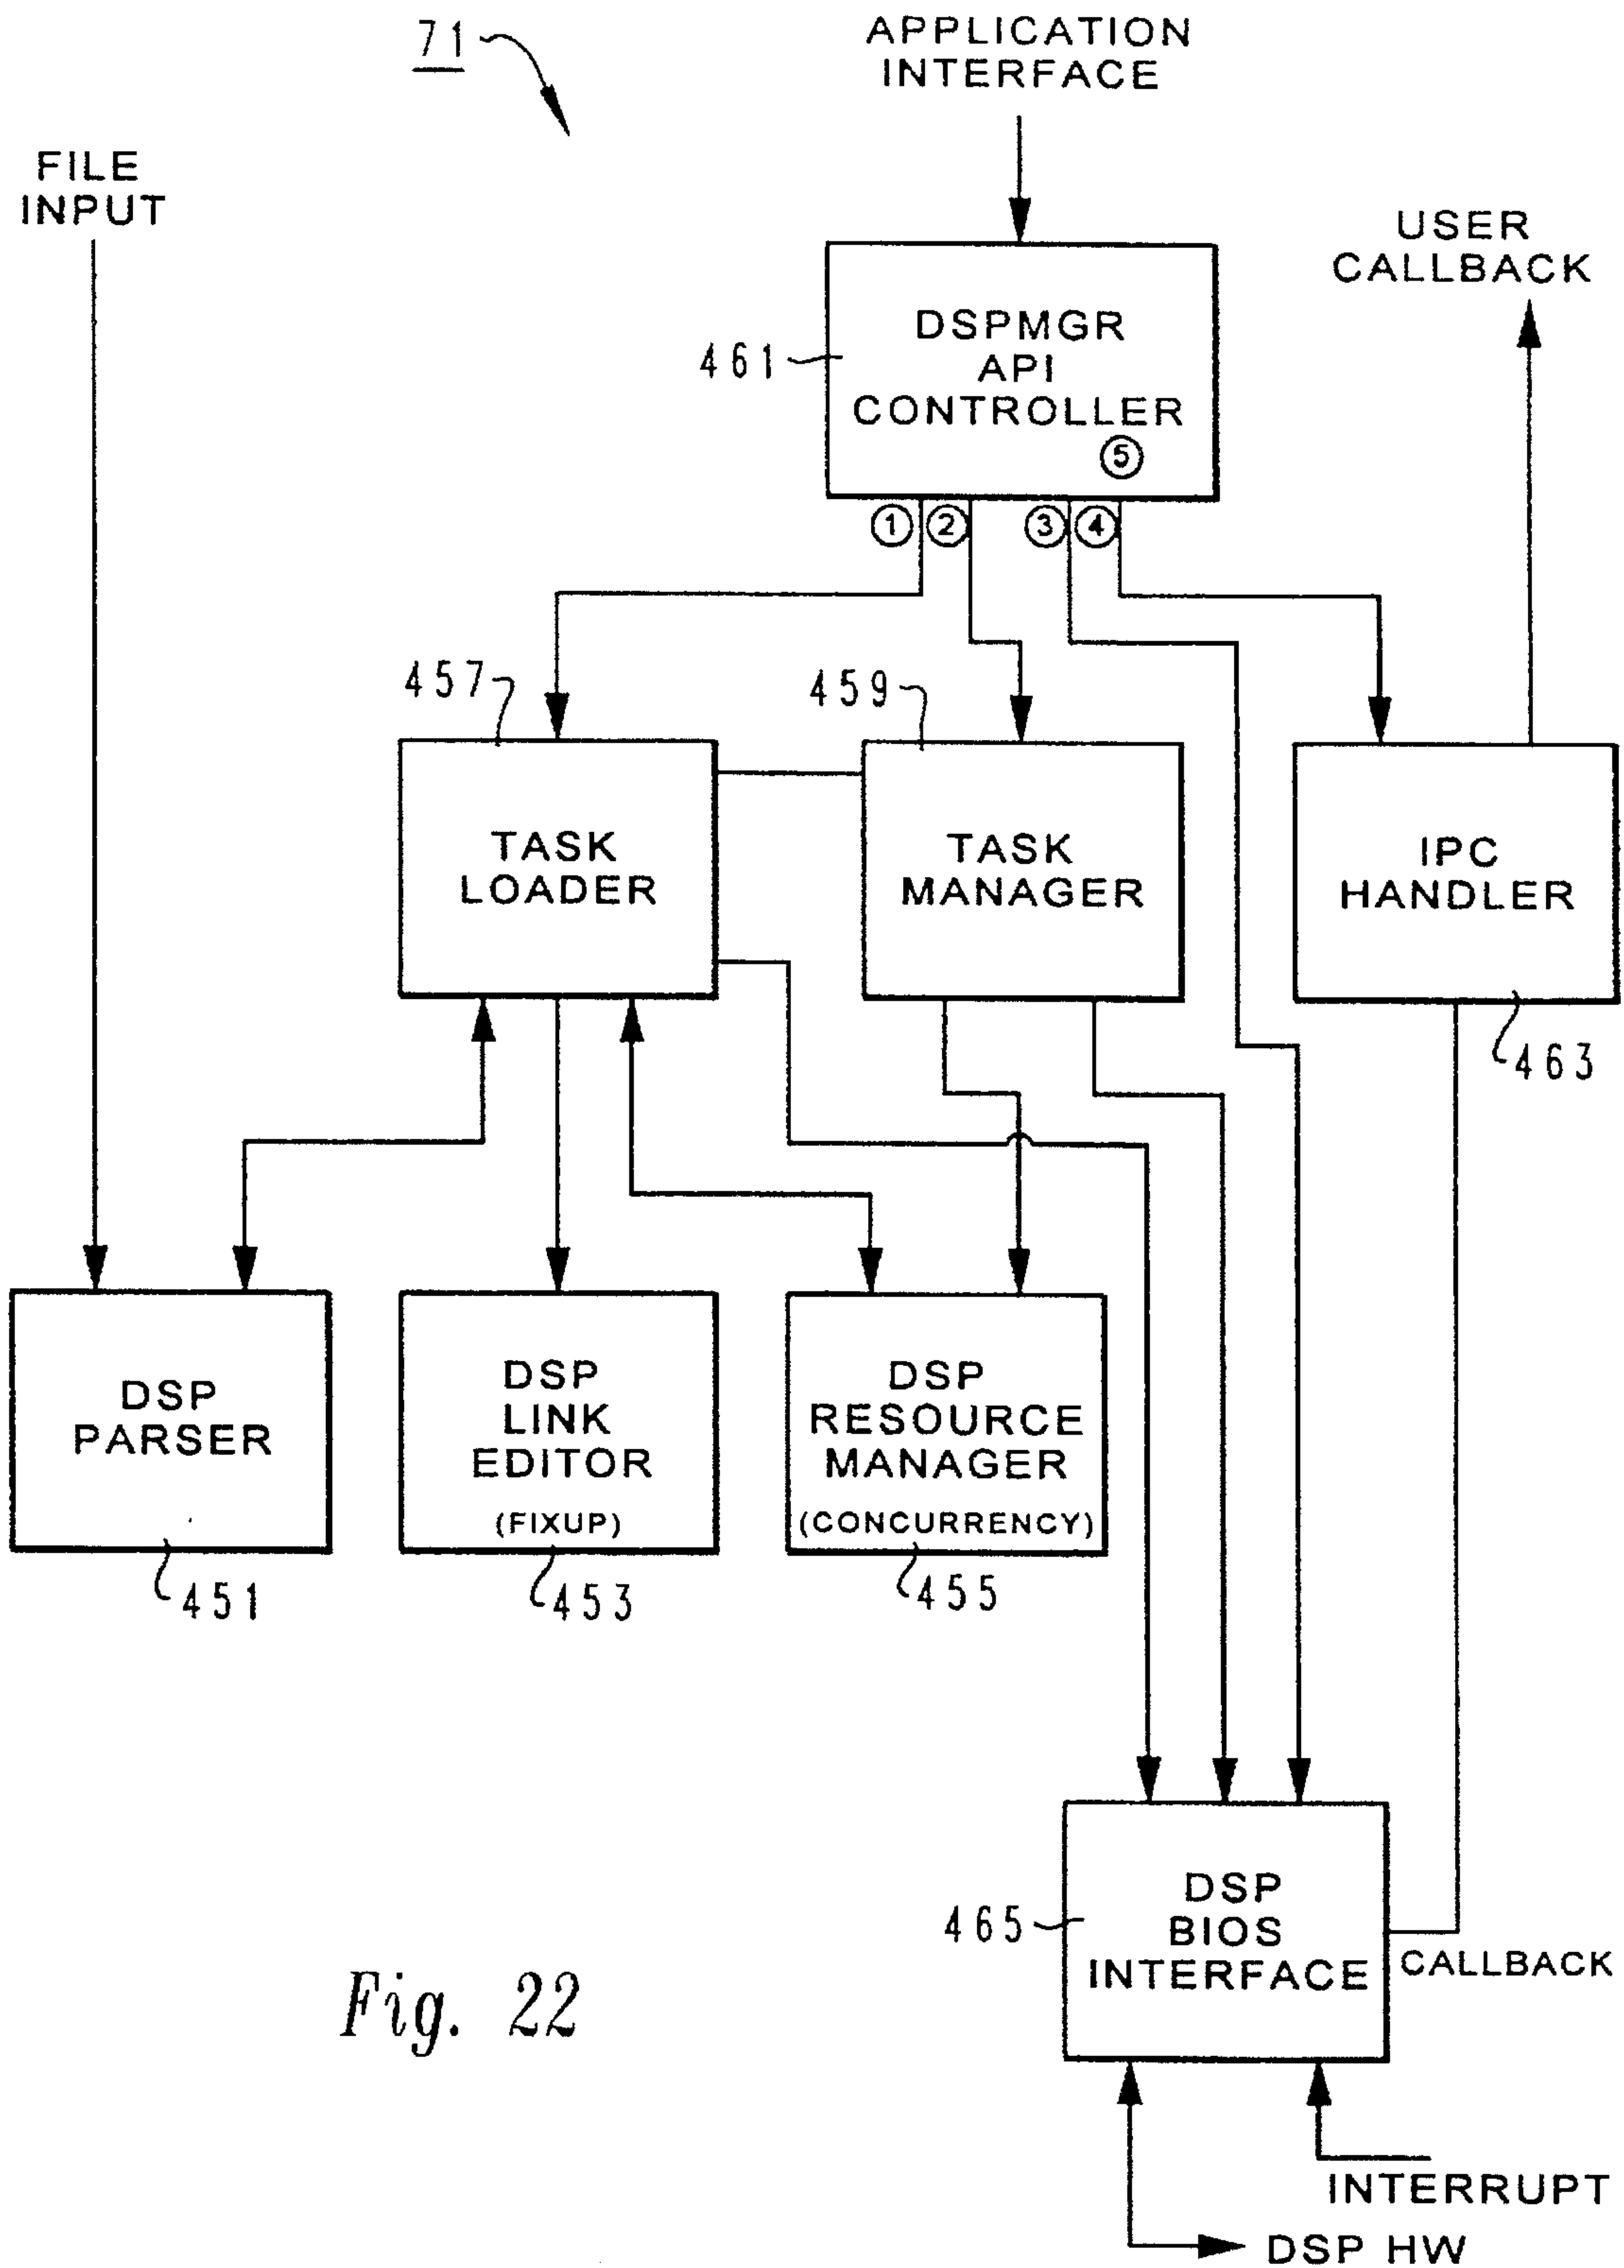 71
APPLICATION
INTERFACE
FILE
INPUT
USER
CALLBACK
461
DSPMGR
API
CONTROLLER
5
1 2 3 4
457
459
TASK
LOADER
TASK
MANAGER
IPC
HANDLER
463
DSP
PARSER
451
DSP
LINK
EDITOR
(FIXUP)
453
DSP
RESOURCE
MANAGER
(CONCURRENCY)
455
465
DSP
BIOS
INTERFACE
CALLBACK
Fig. 22
INTERRUPT
DSP HW